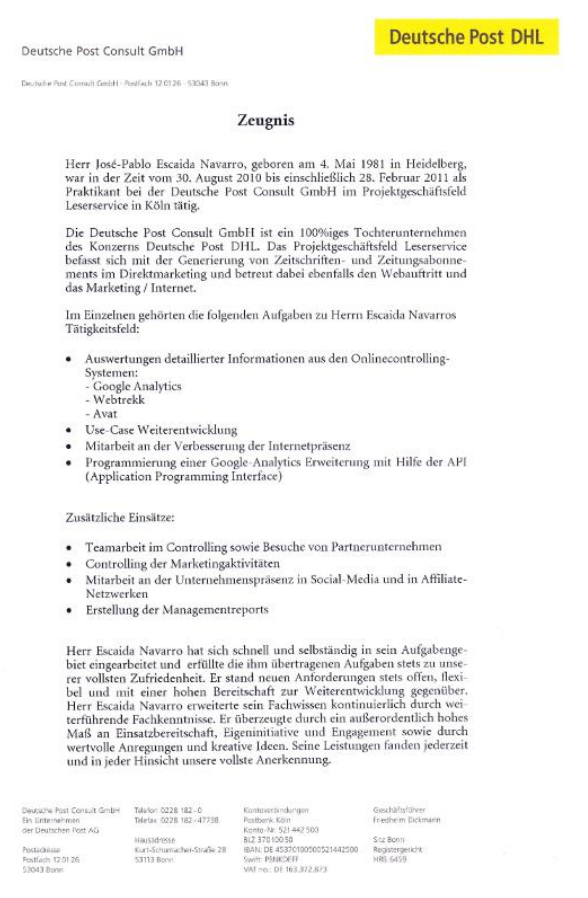 Deutsche Post Consult GmbH
Deutsche Post DHL
Deutsche Post Consult GmbH - Postfach 12 01 26 - 53043 Bonn
Zeugnis
Herr José-Pablo Escaida Navarro, geboren am 4. Mai 1981 in Heidelberg,
war in der Zeit vom 30. August 2010 bis einschließlich 28. Februar 2011 als
Praktikant bei der Deutsche Post Consult GmbH im Projektgeschäftsfeld
Leserservice in Köln tätig.
Die Deutsche Post Consult GmbH ist ein 100%iges Tochterunternehmen
des Konzerns Deutsche Post DHL. Das Projektgeschäftsfeld Leserservice
befasst sich mit der Generierung von Zeitschriften- und Zeitungsabonne-
ments im Direktmarketing und betreut dabei ebenfalls den Webauftritt und
das Marketing / Internet.
Im Einzelnen gehörten die folgenden Aufgaben zu Herrn Escaida Navarros
Tätigkeitsfeld:
• Auswertungen detaillierter Informationen aus den Onlinecontrolling-
Systemen:
- Google Analytics
- Webtrekk
- Avat
• Use-Case Weiterentwicklung
• Mitarbeit an der Verbesserung der Internetpräsenz
• Programmierung einer Google-Analytics Erweiterung mit Hilfe der API
(Application Programming Interface)
Zusätzliche Einsätze:
• Teamarbeit im Controlling sowie Besuche von Partnerunternehmen
• Controlling der Marketingaktivitäten
• Mitarbeit an der Unternehmenspräsenz in Social-Media und in Affiliate-
Netzwerken
• Erstellung der Managementreports
Herr Escaida Navarro hat sich schnell und selbständig in sein Aufgabenge-
biet eingearbeitet und erfüllte die ihm übertragenen Aufgaben stets zu unse-
rer vollsten Zufriedenheit. Er stand neuen Anforderungen stets offen, flexi-
bel und mit einer hohen Bereitschaft zur Weiterentwicklung gegenüber.
Herr Escaida Navarro erweiterte sein Fachwissen kontinuierlich durch wei-
terführende Fachkenntnisse. Er überzeugte durch ein außerordentlich hohes
Maß an Einsatzbereitschaft, Eigeninitiative und Engagement sowie durch
wertvolle Anregungen und kreative Ideen. Seine Leistungen fanden jederzeit
und in jeder Hinsicht unsere vollste Anerkennung.
Deutsche Post Consult GmbH
Ein Unternehmen
der Deutschen Post AG
Postadresse
Postfach 12 01 26
53043 Bonn
Telefon 0228 182 - 0
Telefax 0228 182 - 47738
Hausadresse
Kurt-Schumacher-Straße 28
53113 Bonn
Kontoverbindungen
Postbank Köln
Konto-Nr. 521 442 503
BLZ 370 100 50
IBAN: DE 45370100500521442500
Swift: PBNKDEFF
VAT no.: DE 163.372.873
Geschäftsführer
Friedhelm Dickmann
Sitz Bonn
Registergericht
HRB 6459